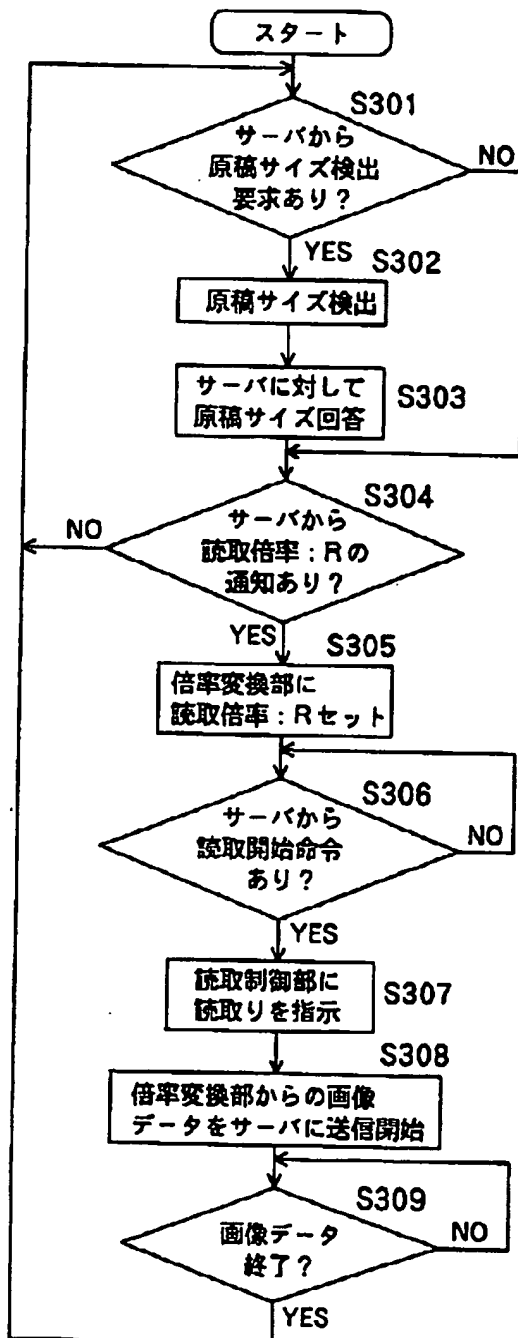 スタート
S301
サーバから
原稿サイズ検出
要求あり？
NO
YES
S302
原稿サイズ検出
サーバに対して
原稿サイズ回答
S303
S304
NO
サーバから
読取倍率：Rの
通知あり？
YES
S305
倍率変換部に
読取倍率：Rセット
S306
サーバから
読取開始命令
あり？
NO
YES
読取制御部に
読取りを指示
S307
S308
倍率変換部からの画像
データをサーバに送信開始
S309
画像データ
終了？
NO
YES